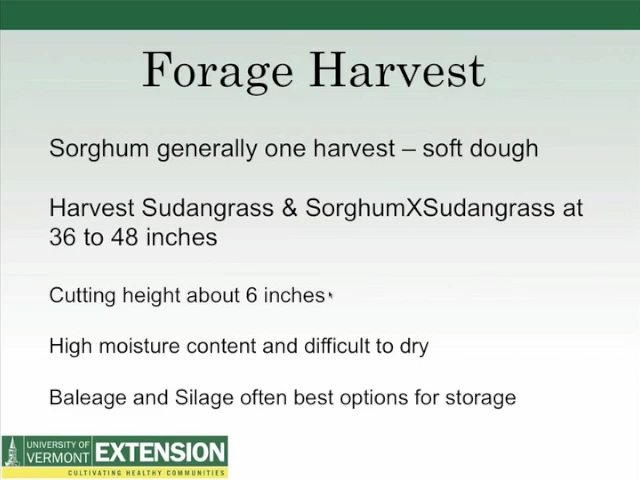 Forage Harvest
Sorghum generally one harvest – soft dough
Harvest Sudangrass & SorghumXSudangrass at
36 to 48 inches
Cutting height about 6 inches
High moisture content and difficult to dry
Baleage and Silage often best options for storage
UNIVERSITY OF
VERMONT EXTENSION
CULTIVATING HEALTHY COMMUNITIES